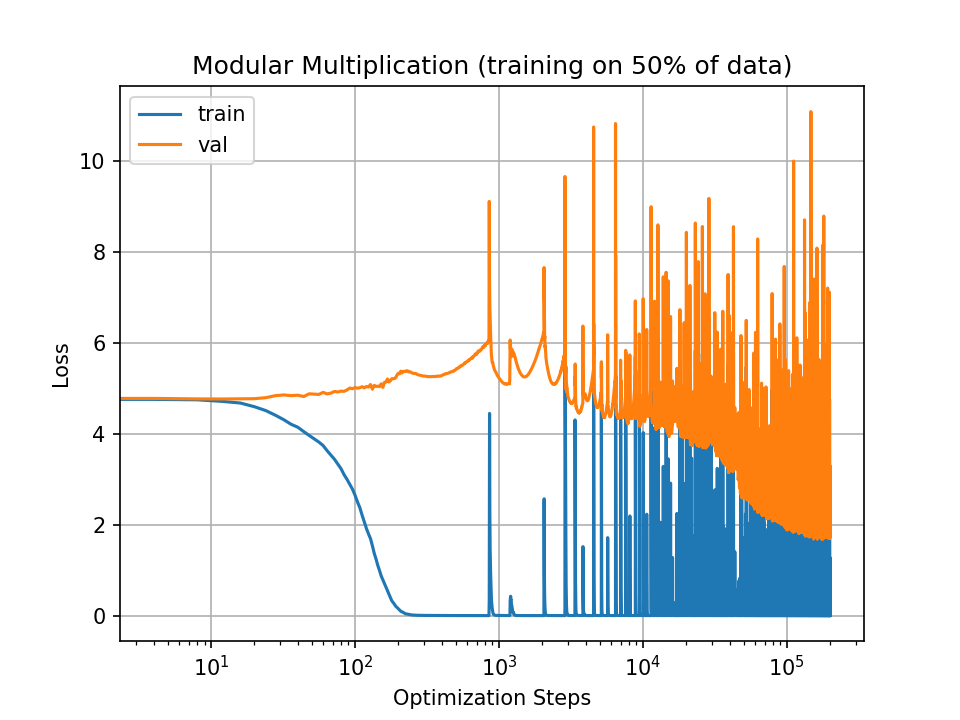 Modular Multiplication (training on 50% of data)
train
val
10
8
6
4
2
0
Loss
10¹ 10² 10³ 10⁴ 10⁵
Optimization Steps